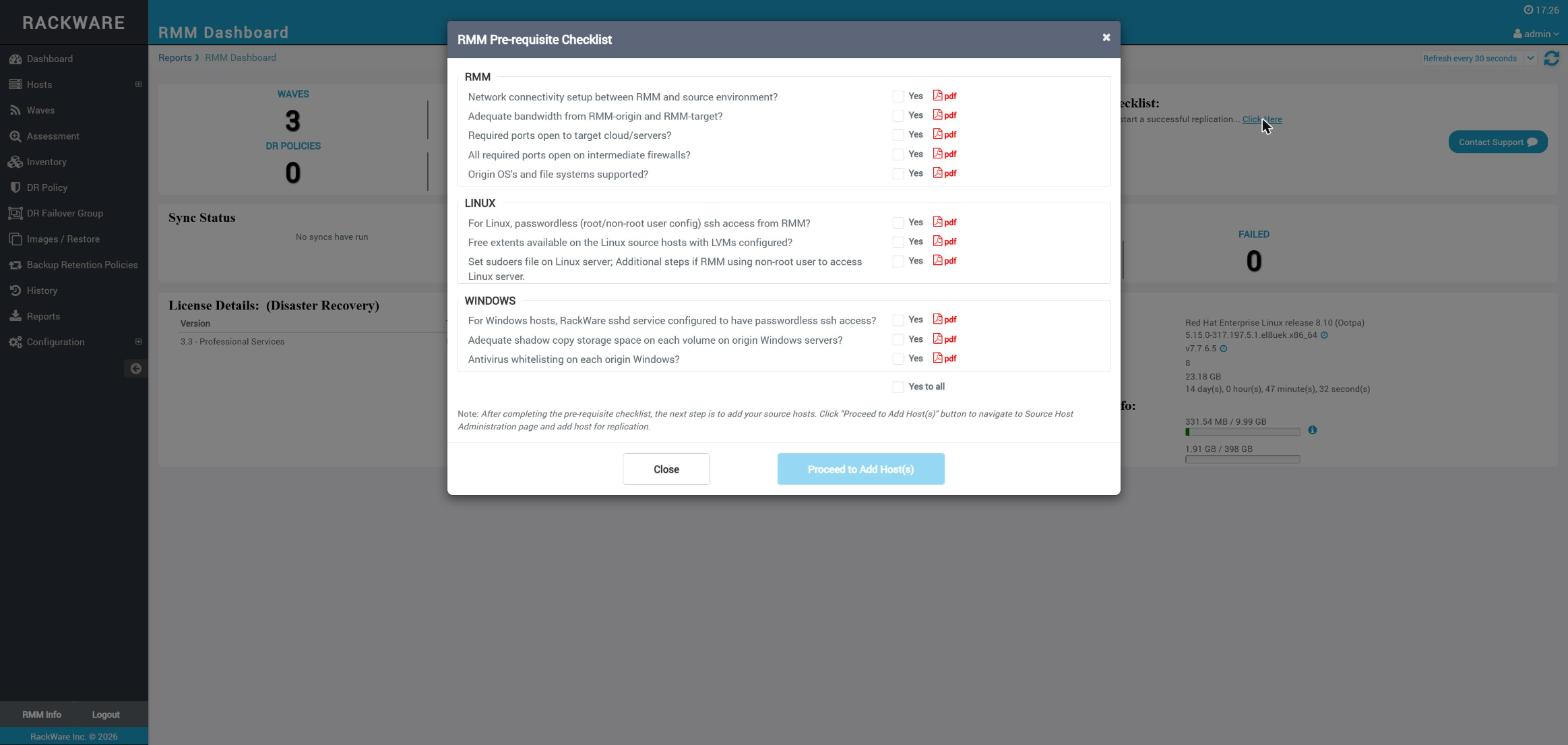 RACKWARE
17:26
RMM Dashboard
admin
Reports
RMM Dashboard
Refresh every 30 seconds
Dashboard
Hosts
Waves
Assessment
Inventory
DR Policy
DR Failover Group
Images / Restore
Backup Retention Policies
History
Reports
Configuration
RMM Info
Logout
RackWare Inc. © 2026
WAVES
3
DR POLICIES
0
Sync Status
No syncs have run
License Details: (Disaster Recovery)
Version
3.3 - Professional Services
RMM Pre-requisite Checklist
RMM
Network connectivity setup between RMM and source environment? Yes pdf
Adequate bandwidth from RMM-origin and RMM-target? Yes pdf
Required ports open to target cloud/servers? Yes pdf
All required ports open on intermediate firewalls? Yes pdf
Origin OS's and file systems supported? Yes pdf
LINUX
For Linux, passwordless (root/non-root user config) ssh access from RMM? Yes pdf
Free extents available on the Linux source hosts with LVMs configured? Yes pdf
Set sudoers file on Linux server; Additional steps if RMM using non-root user to access Yes pdf
Linux server.
WINDOWS
For Windows hosts, RackWare sshd service configured to have passwordless ssh access? Yes pdf
Adequate shadow copy storage space on each volume on origin Windows servers? Yes pdf
Antivirus whitelisting on each origin Windows? Yes pdf
Yes to all
Note: After completing the pre-requisite checklist, the next step is to add your source hosts. Click "Proceed to Add Host(s)" button to navigate to Source Host
Administration page and add host for replication.
Close
Proceed to Add Host(s)
ecklist:
start a successful replication... Click Here
Contact Support
FAILED
0
Red Hat Enterprise Linux release 8.10 (Ootpa)
5.15.0-317.197.5.1.el8uek.x86_64
v7.7.6.5
8
23.18 GB
14 day(s), 0 hour(s), 47 minute(s), 32 second(s)
fo:
331.54 MB / 9.99 GB
1.91 GB / 398 GB